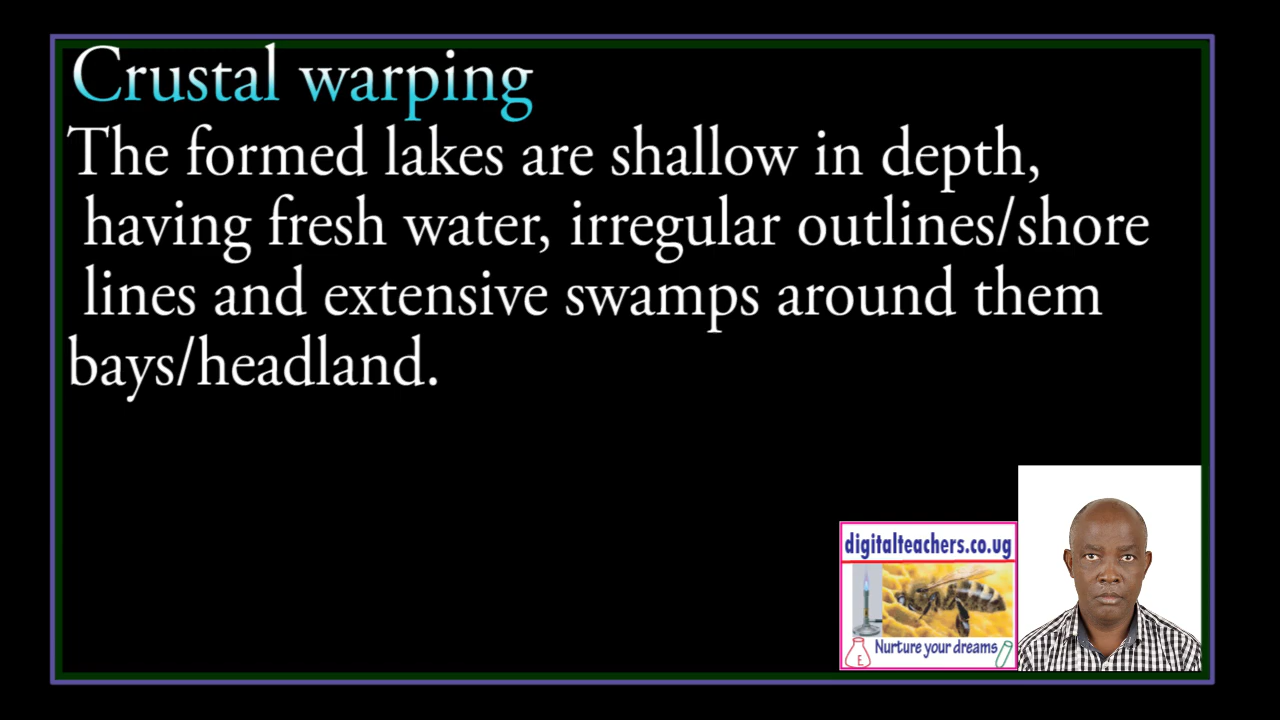 Crustal warping
The formed lakes are shallow in depth,
having fresh water, irregular outlines/shore
lines and extensive swamps around them
bays/headland.
digitalteachers.co.ug
Nurture your dreams
E